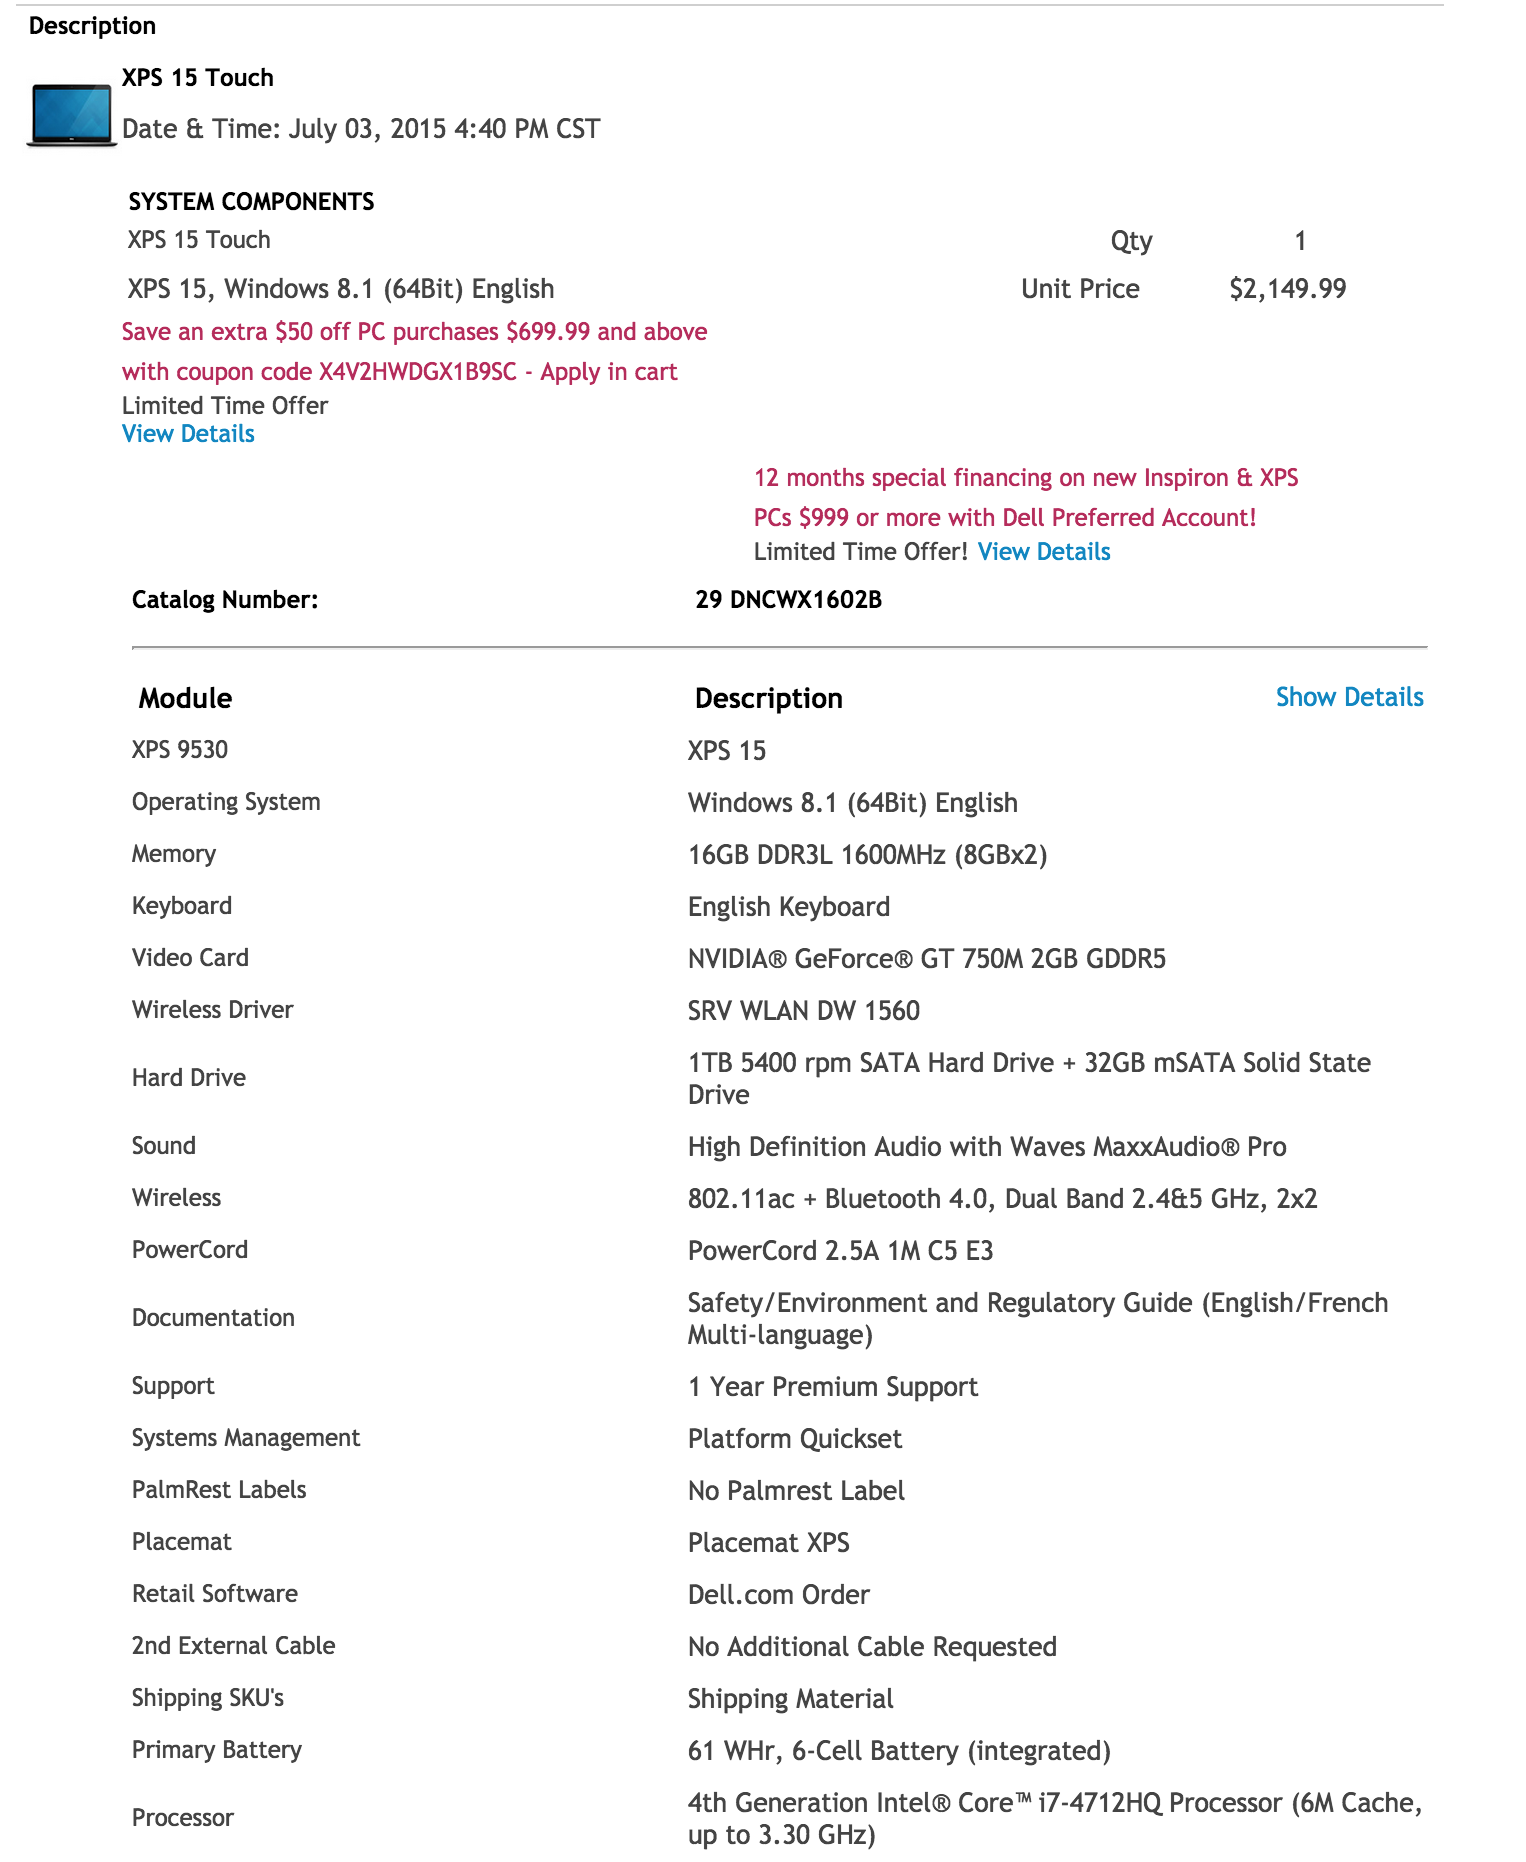 Description
XPS 15 Touch
Date & Time: July 03, 2015 4:40 PM CST
SYSTEM COMPONENTS
XPS 15 Touch Qty 1
XPS 15, Windows 8.1 (64Bit) English Unit Price $2,149.99
Save an extra $50 off PC purchases $699.99 and above
with coupon code X4V2HWDGX1B9SC - Apply in cart
Limited Time Offer
View Details
12 months special financing on new Inspiron & XPS
PCs $999 or more with Dell Preferred Account!
Limited Time Offer! View Details
Catalog Number: 29 DNCWX1602B
Module Description Show Details
XPS 9530 XPS 15
Operating System Windows 8.1 (64Bit) English
Memory 16GB DDR3L 1600MHz (8GBx2)
Keyboard English Keyboard
Video Card NVIDIA® GeForce® GT 750M 2GB GDDR5
Wireless Driver SRV WLAN DW 1560
Hard Drive 1TB 5400 rpm SATA Hard Drive + 32GB mSATA Solid State
Drive
Sound High Definition Audio with Waves MaxxAudio® Pro
Wireless 802.11ac + Bluetooth 4.0, Dual Band 2.4&5 GHz, 2x2
PowerCord PowerCord 2.5A 1M C5 E3
Documentation Safety/Environment and Regulatory Guide (English/French
Multi-language)
Support 1 Year Premium Support
Systems Management Platform Quickset
PalmRest Labels No Palmrest Label
Placemat Placemat XPS
Retail Software Dell.com Order
2nd External Cable No Additional Cable Requested
Shipping SKU's Shipping Material
Primary Battery 61 WHr, 6-Cell Battery (integrated)
Processor 4th Generation Intel® Core™ i7-4712HQ Processor (6M Cache,
up to 3.30 GHz)